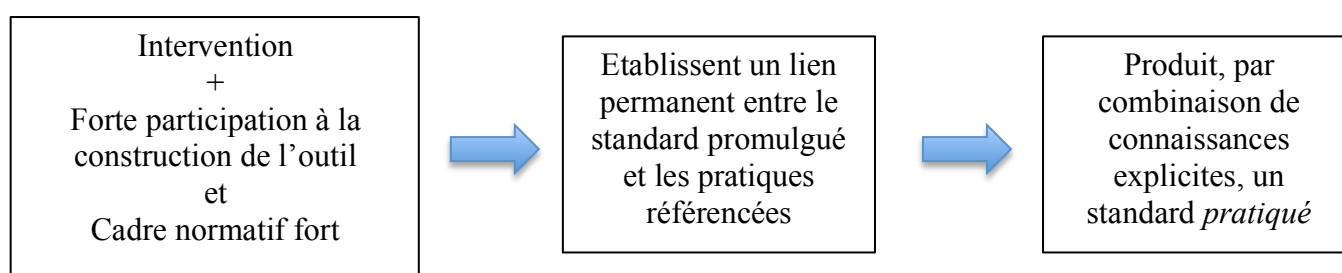 Intervention
+
Forte participation à la
construction de l’outil
et
Cadre normatif fort
Etablissent un lien
permanent entre le
standard promulgué
et les pratiques
référencées
Produit, par
combinaison de
connaissances
explicites, un
standard pratiqué